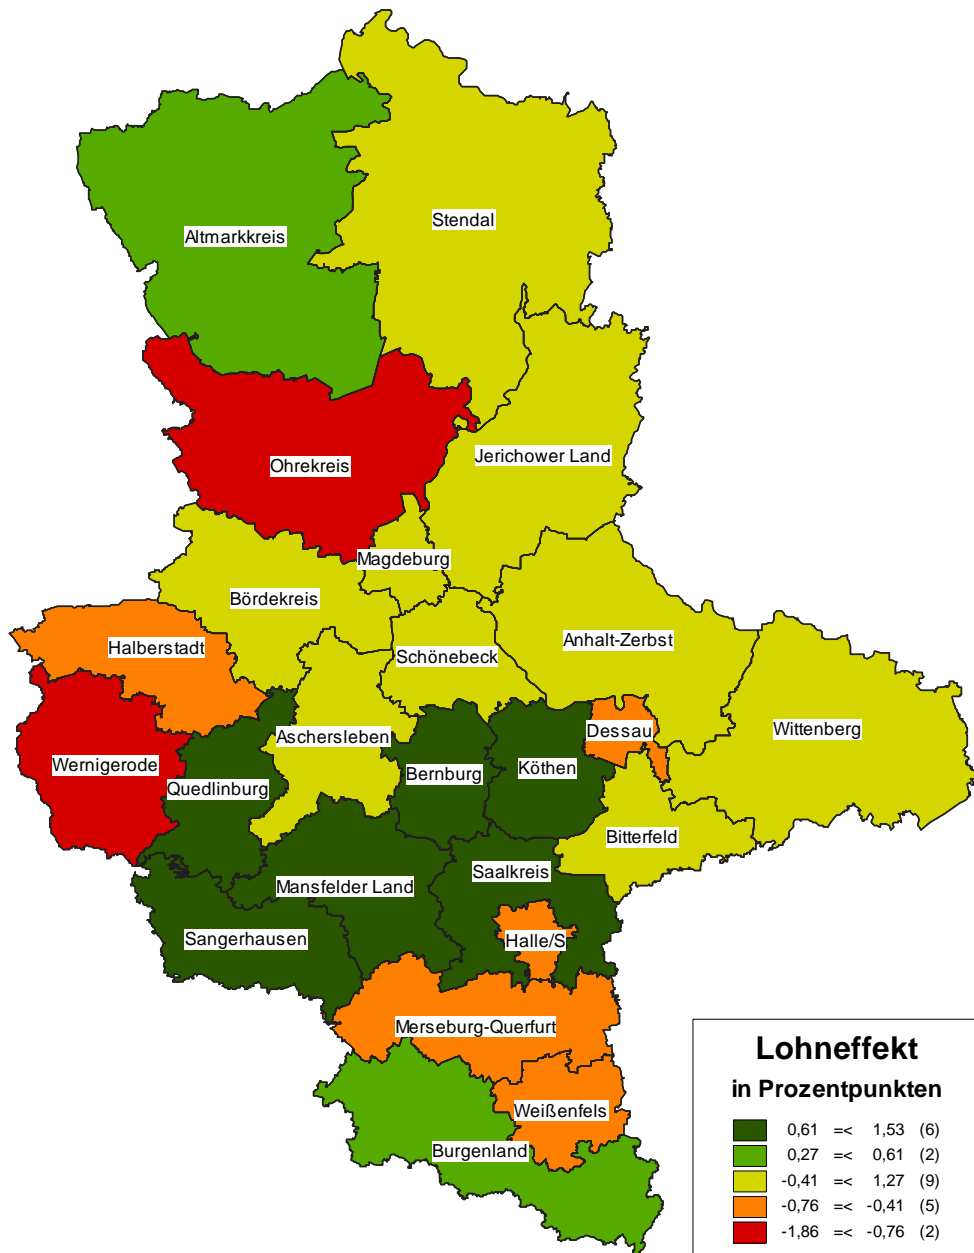 Stendal
Altmarkkreis
Jerichower Land
Ohrekreis
Magdeburg
Bördekreis
Anhalt-Zerbst
Halberstadt
Schönebeck
Wittenberg
Dessau
Aschersleben
Wernigerode
Köthen
Bernburg
Quedlinburg
Bitterfeld
Saalkreis
Mansfelder Land
Sangerhausen
Halle/S
Merseburg-Querfurt
Weißenfels
Burgenland
Lohneffekt
in Prozentpunkten
0,61 =< 1,53 (6)
0,27 =< 0,61 (2)
-0,41 =< 1,27 (9)
-0,76 =< -0,41 (5)
-1,86 =< -0,76 (2)